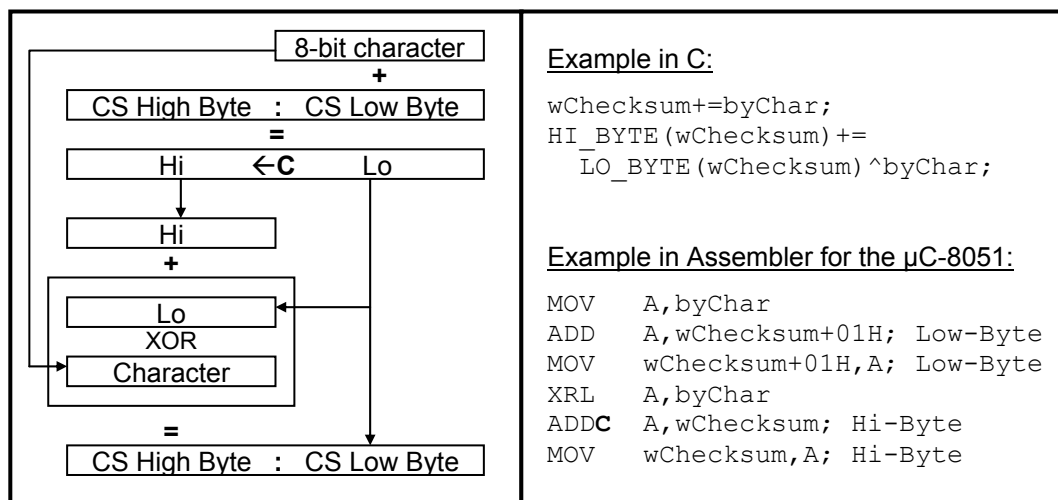 8-bit character
+
CS High Byte : CS Low Byte
=
Hi ←C Lo
Hi
+
Lo
XOR
Character
=
CS High Byte : CS Low Byte
Example in C:
wChecksum+=byChar;
HI_BYTE(wChecksum)+=
LO_BYTE(wChecksum)^byChar;
Example in Assembler for the µC-8051:
MOV A,byChar
ADD A,wChecksum+01H; Low-Byte
MOV wChecksum+01H,A; Low-Byte
XRL A,byChar
ADDC A,wChecksum; Hi-Byte
MOV wChecksum,A; Hi-Byte